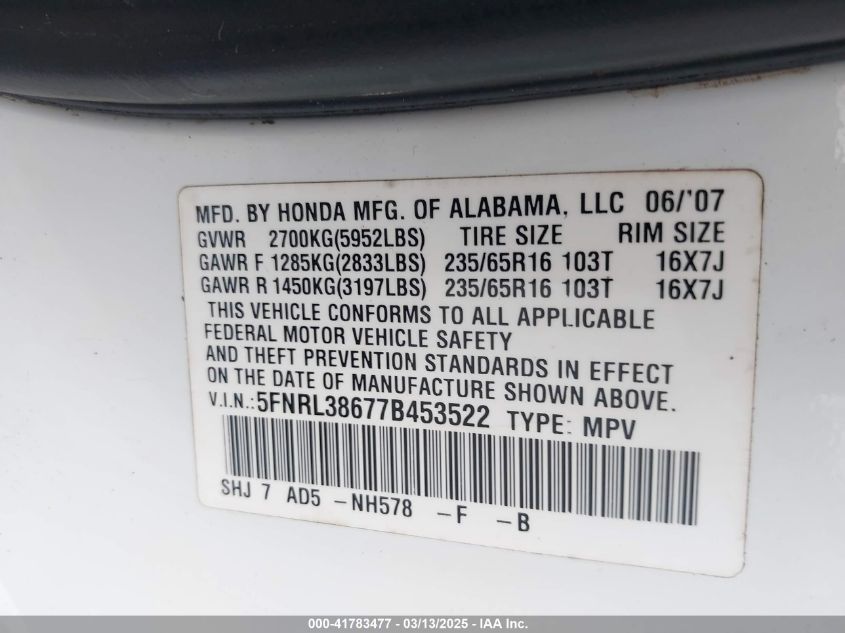 MFD. BY HONDA MFG. OF ALABAMA, LLC 06/'07
GVWR 2700KG(5952LBS) TIRE SIZE RIM SIZE
GAWR F 1285KG(2833LBS) 235/65R16 103T 16X7J
GAWR R 1450KG(3197LBS) 235/65R16 103T 16X7J
THIS VEHICLE CONFORMS TO ALL APPLICABLE
FEDERAL MOTOR VEHICLE SAFETY
AND THEFT PREVENTION STANDARDS IN EFFECT
ON THE DATE OF MANUFACTURE SHOWN ABOVE.
V.I.N.:5FNRL38677B453522 TYPE: MPV
SHJ 7 AD5 -NH578 -F -B
000-41783477 - 03/13/2025 - IAA Inc.